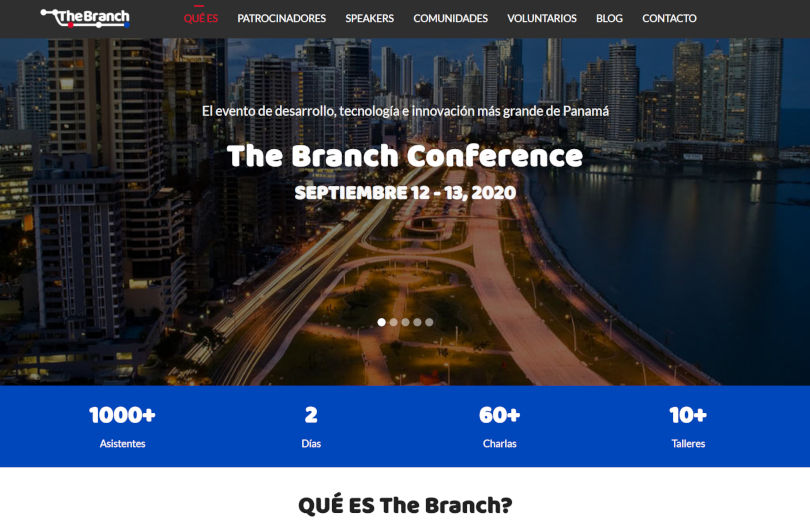 TheBranch
QUÉ ES PATROCINADORES SPEAKERS COMUNIDADES VOLUNTARIOS BLOG CONTACTO
El evento de desarrollo, tecnología e innovación más grande de Panamá
The Branch Conference
SEPTIEMBRE 12 - 13, 2020
1000+ 2 60+ 10+
Asistentes Días Charlas Talleres
QUÉ ES The Branch?